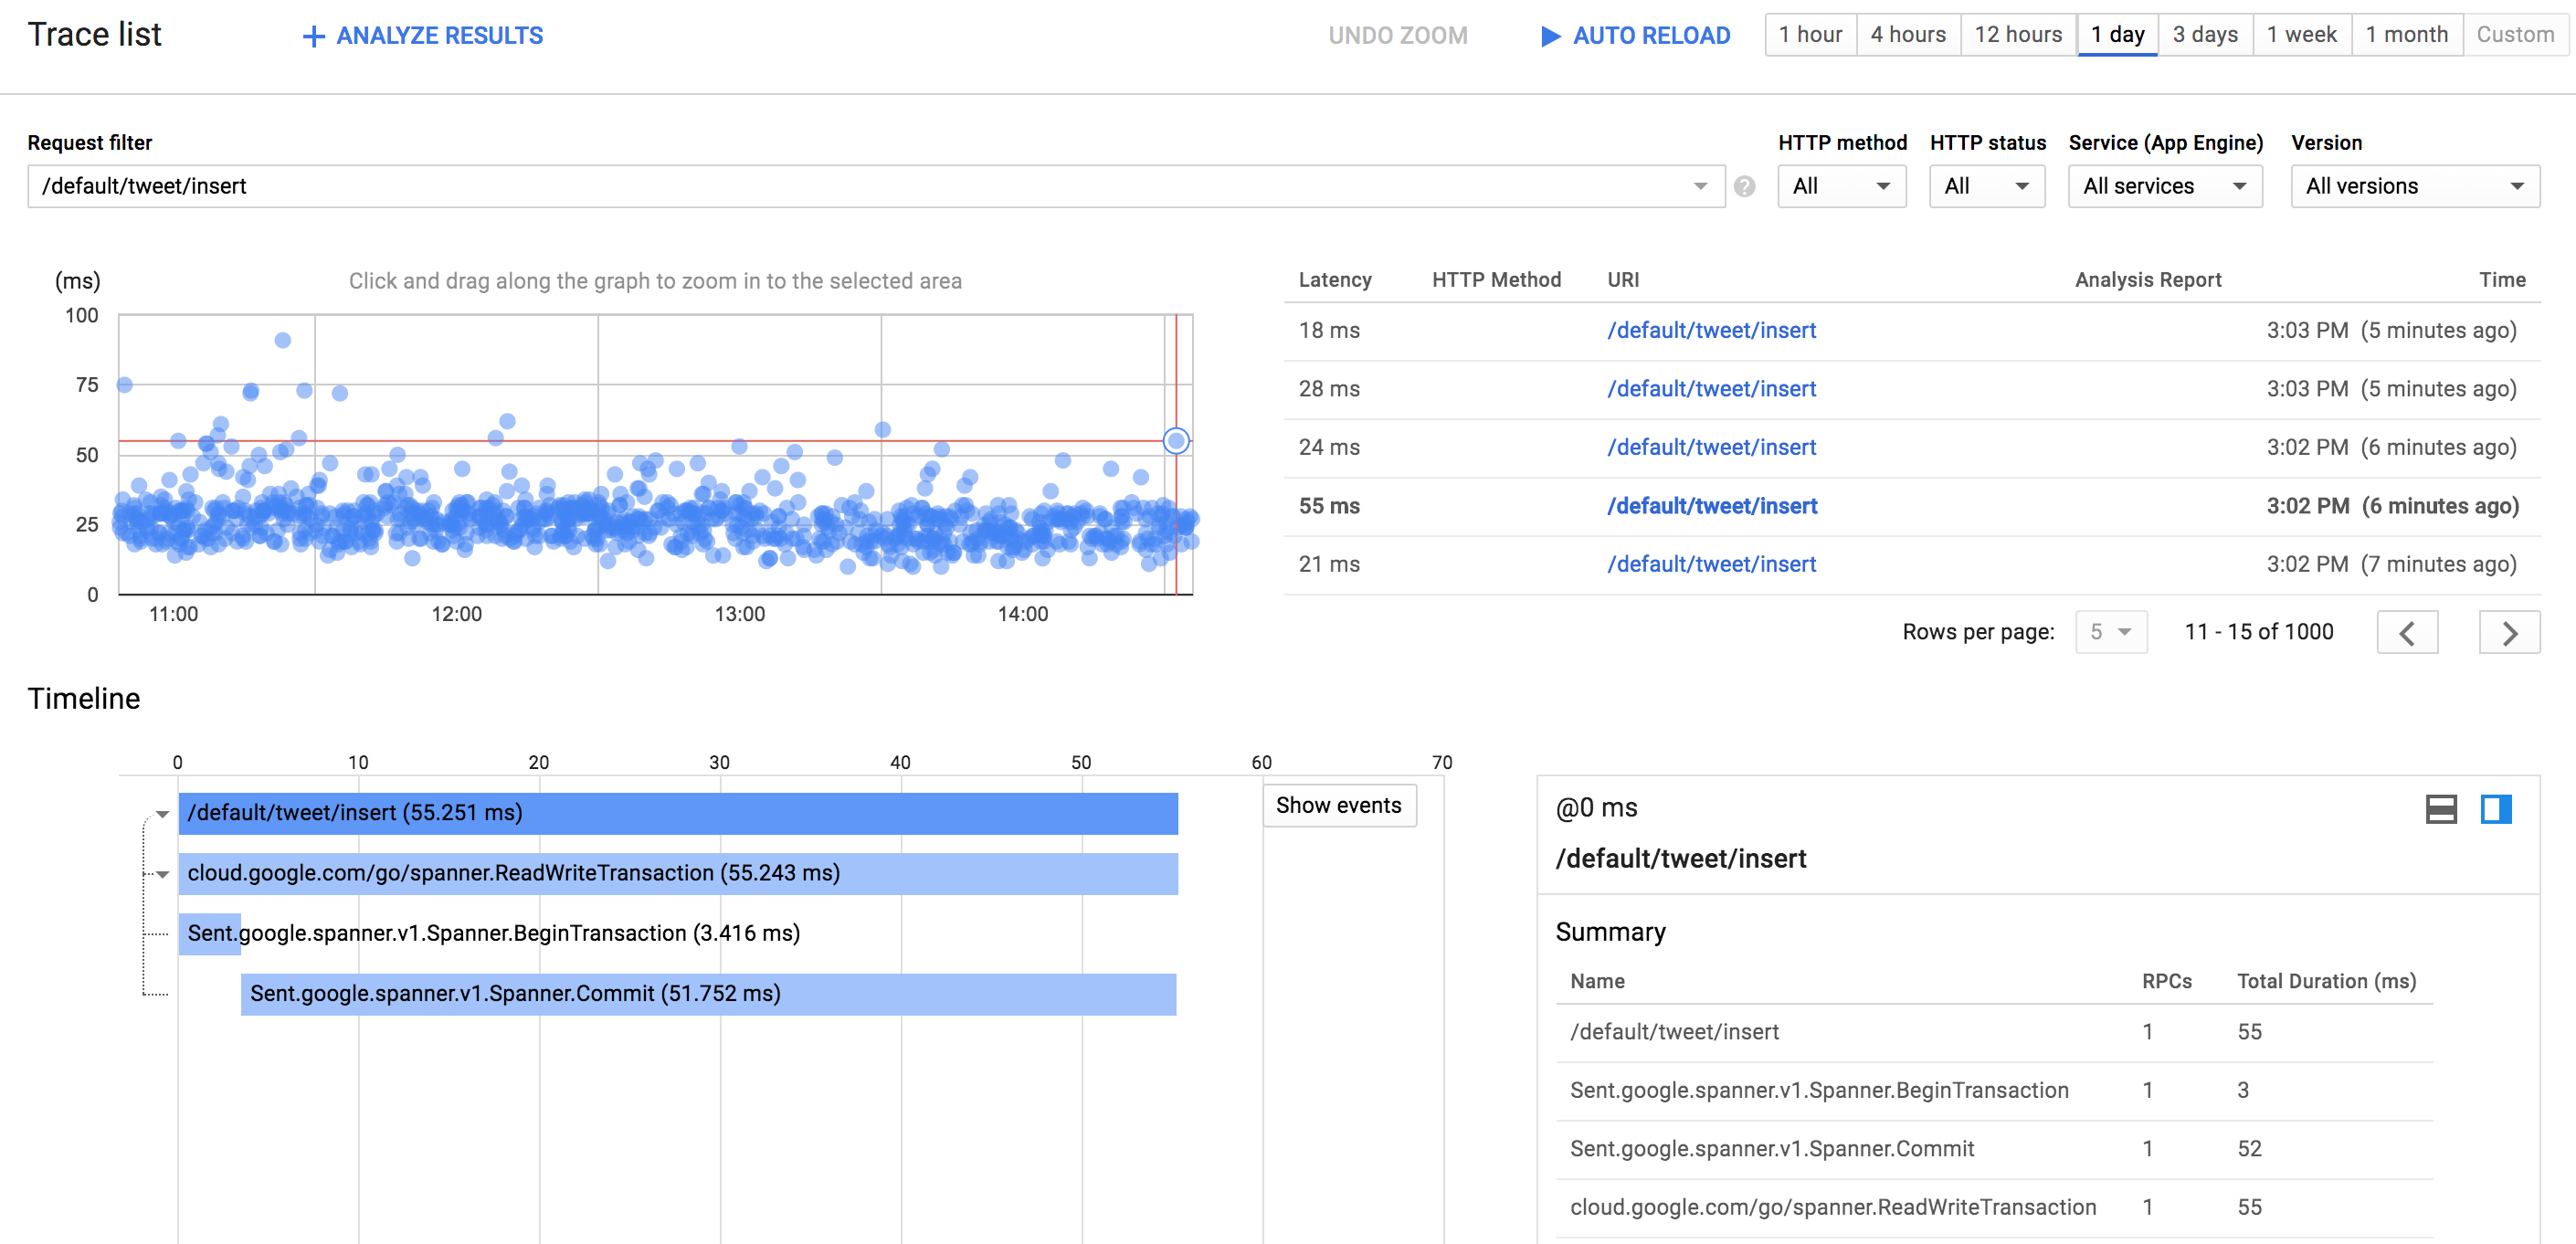 Trace list
ANALYZE RESULTS
UNDO ZOOM
AUTO RELOAD
1 hour
4 hours
12 hours
1 day
3 days
1 week
1 month
Custom
Request filter
HTTP method
HTTP status
Service (App Engine)
Version
/default/tweet/insert
?
All
All
All services
All versions
(ms)
Click and drag along the graph to zoom in to the selected area
100
75
50
25
0
11:00
12:00
13:00
14:00
Latency HTTP Method URI Analysis Report Time
18 ms /default/tweet/insert 3:03 PM (5 minutes ago)
28 ms /default/tweet/insert 3:03 PM (5 minutes ago)
24 ms /default/tweet/insert 3:02 PM (6 minutes ago)
55 ms /default/tweet/insert 3:02 PM (6 minutes ago)
21 ms /default/tweet/insert 3:02 PM (7 minutes ago)
Rows per page: 5 11 - 15 of 1000
Timeline
0 10 20 30 40 50 60 70
/default/tweet/insert (55.251 ms)
Show events
cloud.google.com/go/spanner.ReadWriteTransaction (55.243 ms)
Sent.google.spanner.v1.Spanner.BeginTransaction (3.416 ms)
Sent.google.spanner.v1.Spanner.Commit (51.752 ms)
@0 ms
/default/tweet/insert
Summary
Name RPCs Total Duration (ms)
/default/tweet/insert 1 55
Sent.google.spanner.v1.Spanner.BeginTransaction 1 3
Sent.google.spanner.v1.Spanner.Commit 1 52
cloud.google.com/go/spanner.ReadWriteTransaction 1 55